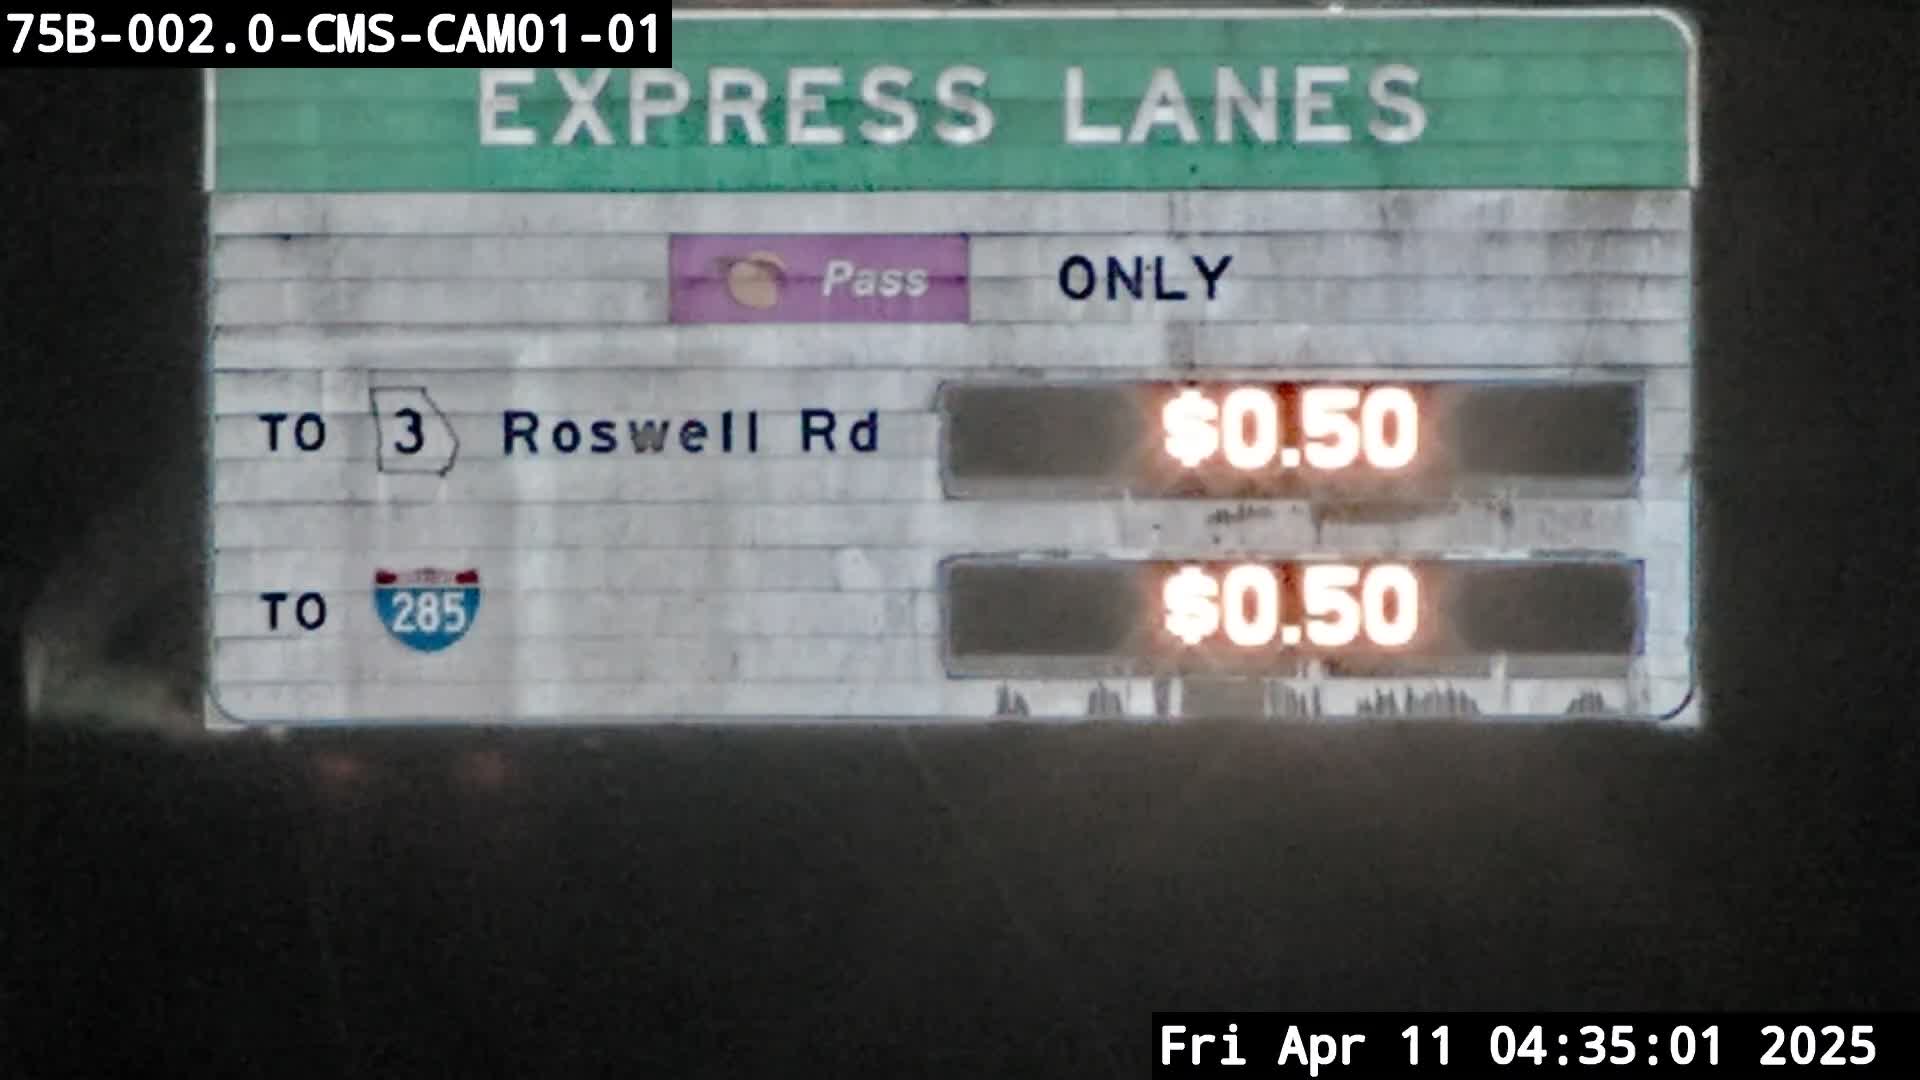 75B-002.0-CMS-CAM01-01
EXPRESS LANES
Pass ONLY
TO 3 Roswell Rd $0.50
TO 285 $0.50
Fri Apr 11 04:35:01 2025